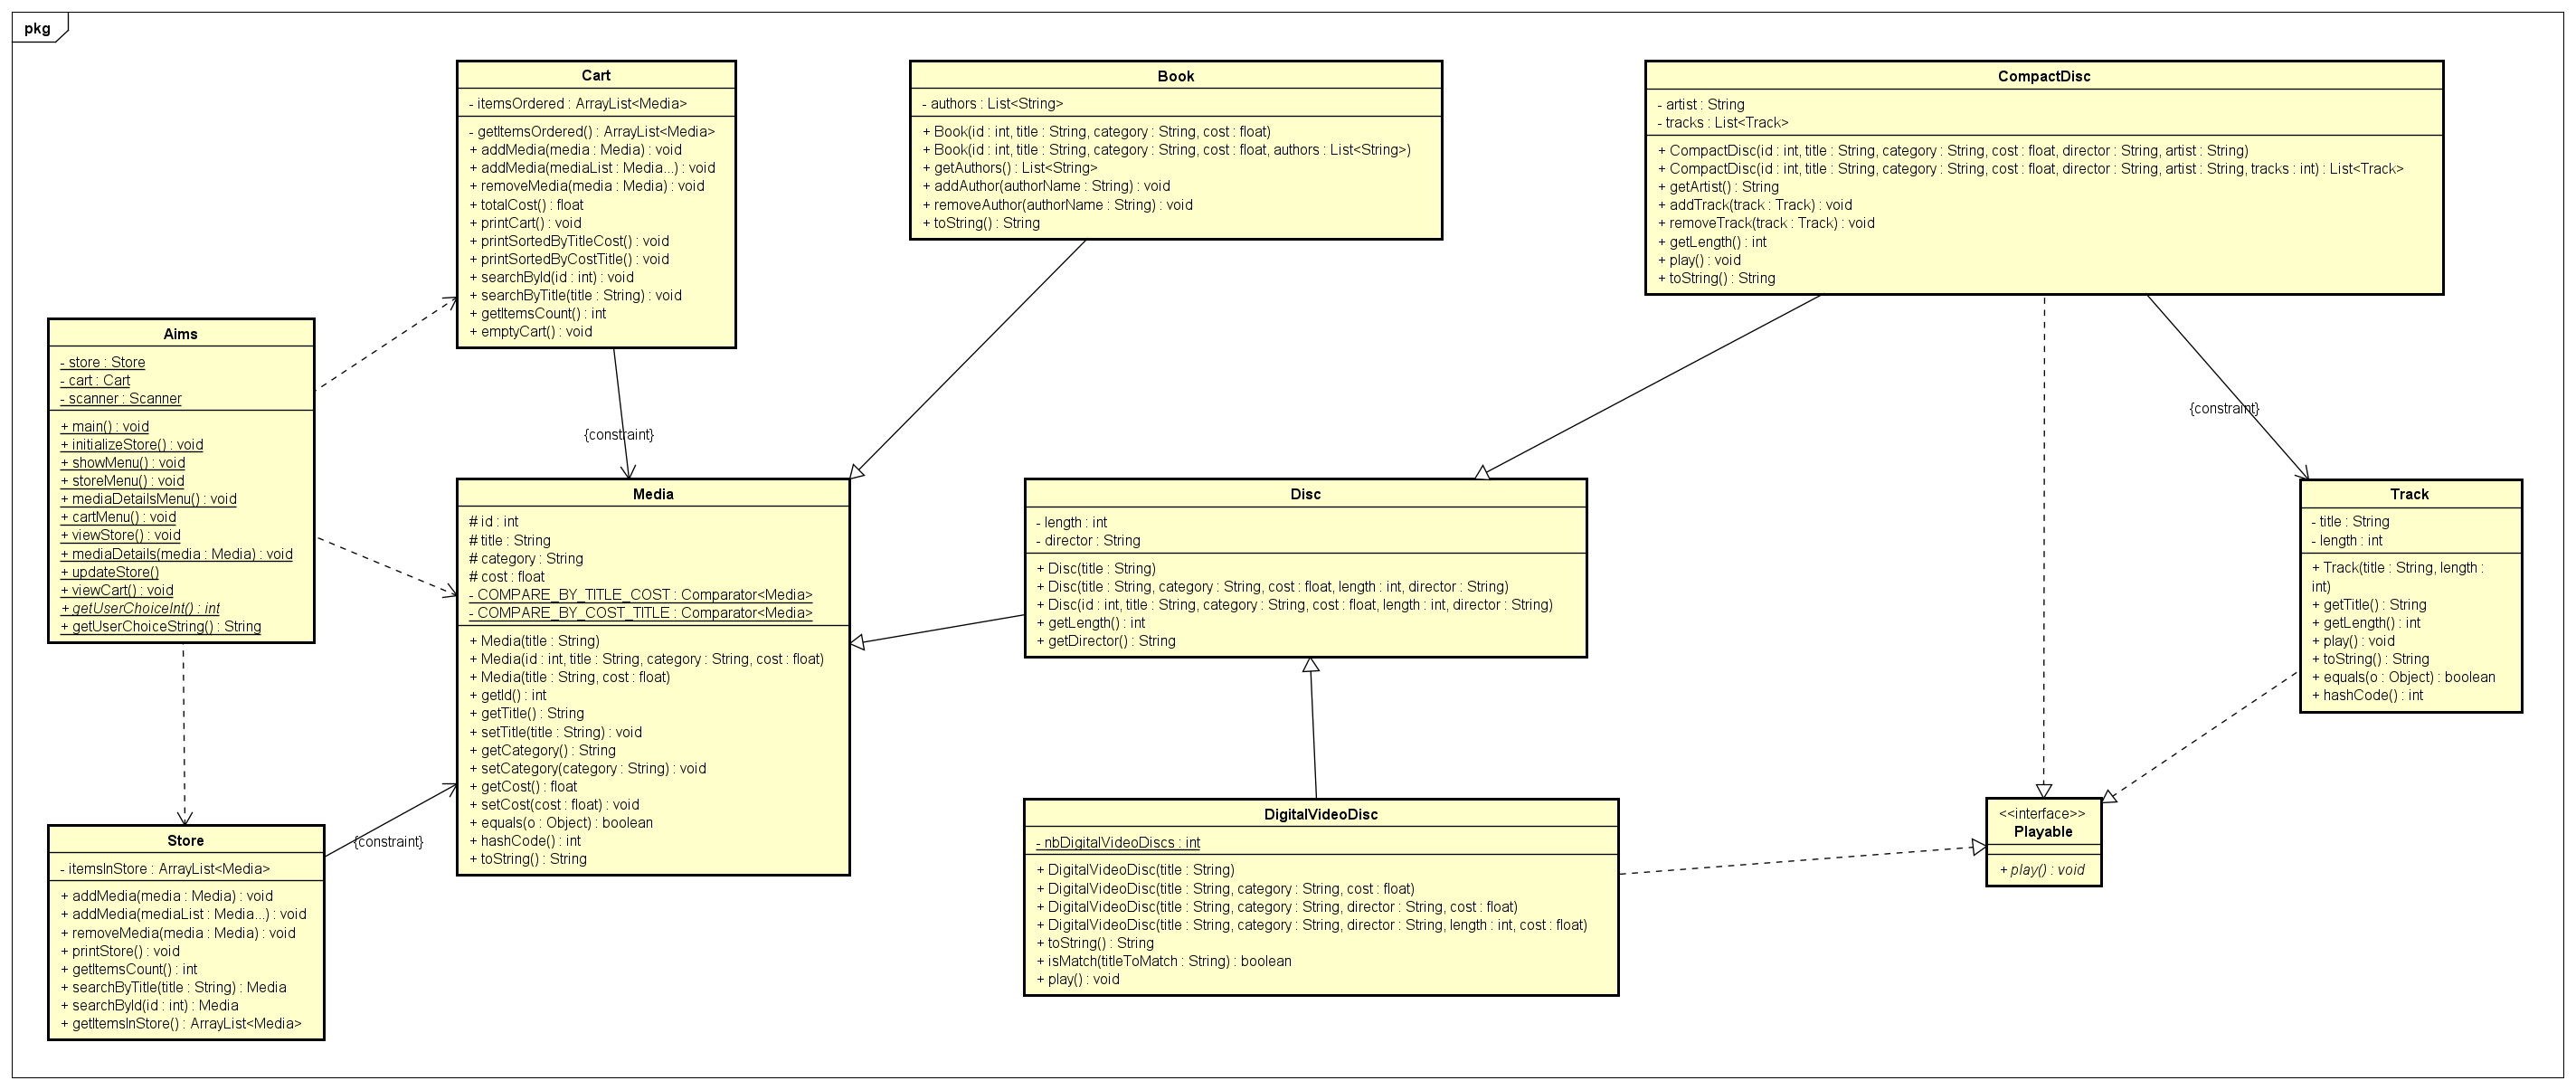 pkg
Cart
- itemsOrdered : ArrayList<Media>
- getItemsOrdered() : ArrayList<Media>
+ addMedia(media : Media) : void
+ addMedia(mediaList : Media...) : void
+ removeMedia(media : Media) : void
+ totalCost() : float
+ printCart() : void
+ printSortedByTitleCost() : void
+ printSortedByCostTitle() : void
+ searchById(id : int) : void
+ searchByTitle(title : String) : void
+ getItemsCount() : int
+ emptyCart() : void
Book
- authors : List<String>
+ Book(id : int, title : String, category : String, cost : float)
+ Book(id : int, title : String, category : String, cost : float, authors : List<String>)
+ getAuthors() : List<String>
+ addAuthor(authorName : String) : void
+ removeAuthor(authorName : String) : void
+ toString() : String
CompactDisc
- artist : String
- tracks : List<Track>
+ CompactDisc(id : int, title : String, category : String, cost : float, director : String, artist : String)
+ CompactDisc(id : int, title : String, category : String, cost : float, director : String, artist : String, tracks : int) : List<Track>
+ getArtist() : String
+ addTrack(track : Track) : void
+ removeTrack(track : Track) : void
+ getLength() : int
+ play() : void
+ toString() : String
Aims
- store : Store
- cart : Cart
- scanner : Scanner
+ main() : void
+ initializeStore() : void
+ showMenu() : void
+ storeMenu() : void
+ mediaDetailsMenu() : void
+ cartMenu() : void
+ viewStore() : void
+ mediaDetails(media : Media) : void
+ updateStore()
+ viewCart() : void
+ getUserChoiceInt() : int
+ getUserChoiceString() : String
{constraint}
{constraint}
Media
# id : int
# title : String
# category : String
# cost : float
- COMPARE_BY_TITLE_COST : Comparator<Media>
- COMPARE_BY_COST_TITLE : Comparator<Media>
+ Media(title : String)
+ Media(id : int, title : String, category : String, cost : float)
+ Media(title : String, cost : float)
+ getId() : int
+ getTitle() : String
+ setTitle(title : String) : void
+ getCategory() : String
+ setCategory(category : String) : void
+ getCost() : float
+ setCost(cost : float) : void
+ equals(o : Object) : boolean
+ hashCode() : int
+ toString() : String
Disc
- length : int
- director : String
+ Disc(title : String)
+ Disc(title : String, category : String, cost : float, length : int, director : String)
+ Disc(id : int, title : String, category : String, cost : float, length : int, director : String)
+ getLength() : int
+ getDirector() : String
Track
- title : String
- length : int
+ Track(title : String, length :
int)
+ getTitle() : String
+ getLength() : int
+ play() : void
+ toString() : String
+ equals(o : Object) : boolean
+ hashCode() : int
Store
- itemsInStore : ArrayList<Media>
+ addMedia(media : Media) : void
+ addMedia(mediaList : Media...) : void
+ removeMedia(media : Media) : void
+ printStore() : void
+ getItemsCount() : int
+ searchByTitle(title : String) : Media
+ searchById(id : int) : Media
+ getItemsInStore() : ArrayList<Media>
{constraint}
DigitalVideoDisc
- nbDigitalVideoDiscs : int
+ DigitalVideoDisc(title : String)
+ DigitalVideoDisc(title : String, category : String, cost : float)
+ DigitalVideoDisc(title : String, category : String, director : String, cost : float)
+ DigitalVideoDisc(title : String, category : String, director : String, length : int, cost : float)
+ toString() : String
+ isMatch(titleToMatch : String) : boolean
+ play() : void
<<interface>>
Playable
+ play() : void